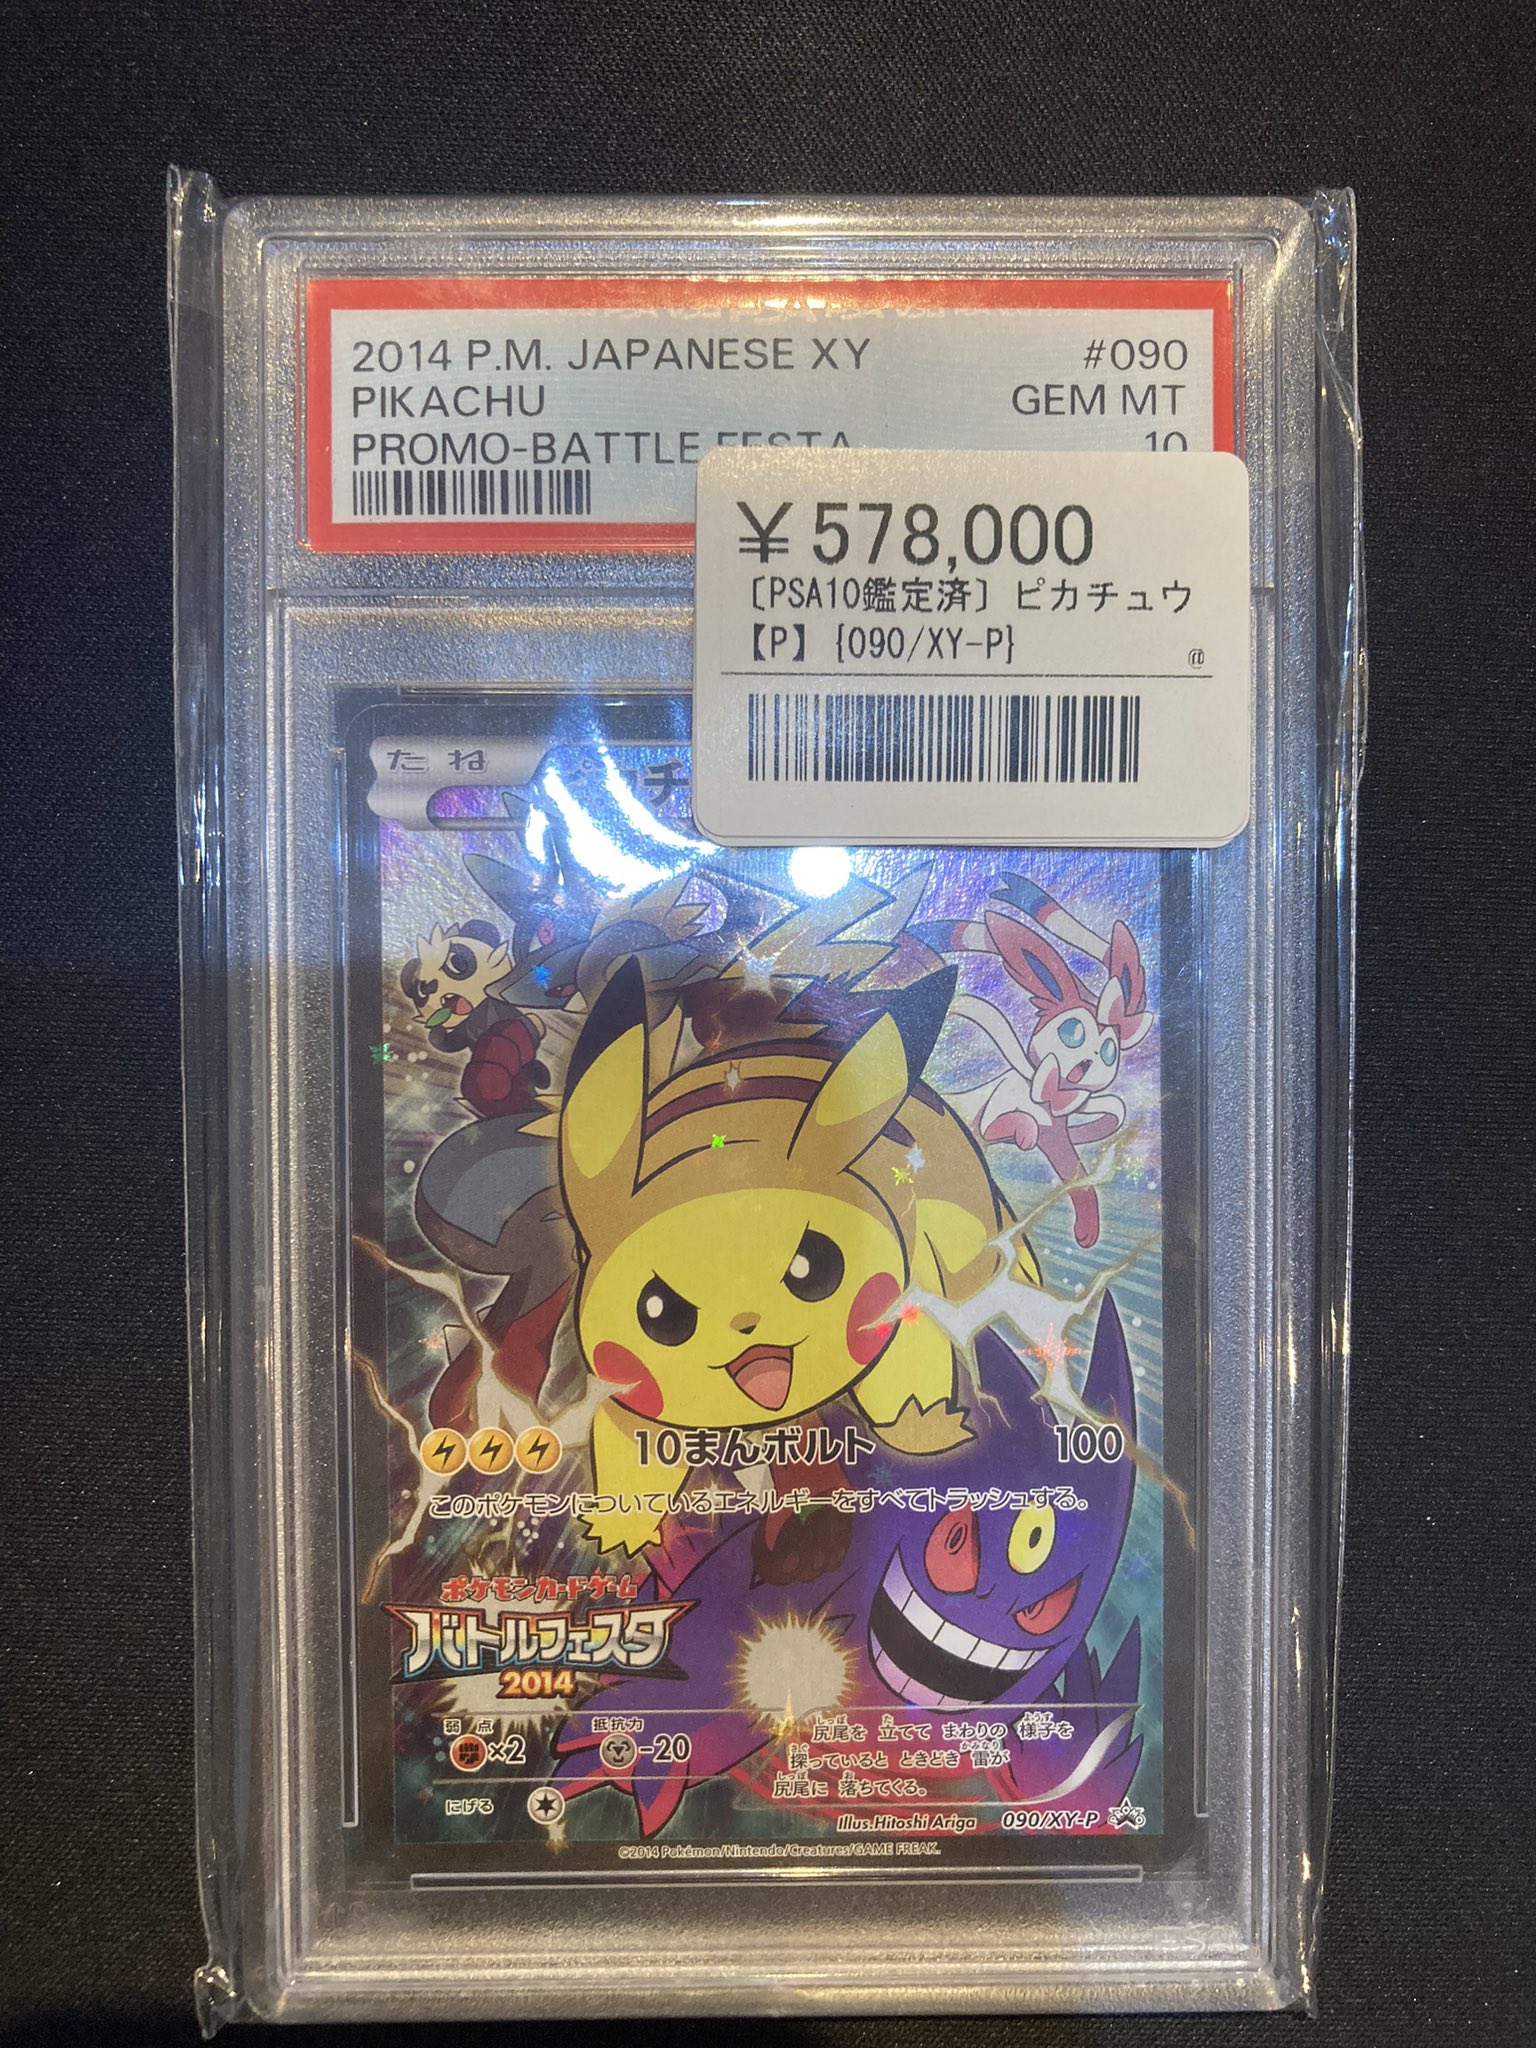 2014 P.M. JAPANESE XY #090
PIKACHU GEM MT
PROMO-BATTLE FESTA 10
¥578,000
〔PSA10鑑定済〕ピカチュウ
【P】{090/XY-P}
@
たね
チ
10まんボルト 100
このポケモンについているエネルギーをすべてトラッシュする。
ポケモンカードゲーム
バトルフェスタ
2014
弱点 抵抗力
×2 -20
尻尾を 立てて まわりの 様子を
探っていると ときどき 雷が
尻尾に 落ちてくる。
にげる
Illus.Hitoshi Ariga 090/XY-P PROMO
©2014 Pokémon/Nintendo/Creatures/GAME FREAK.